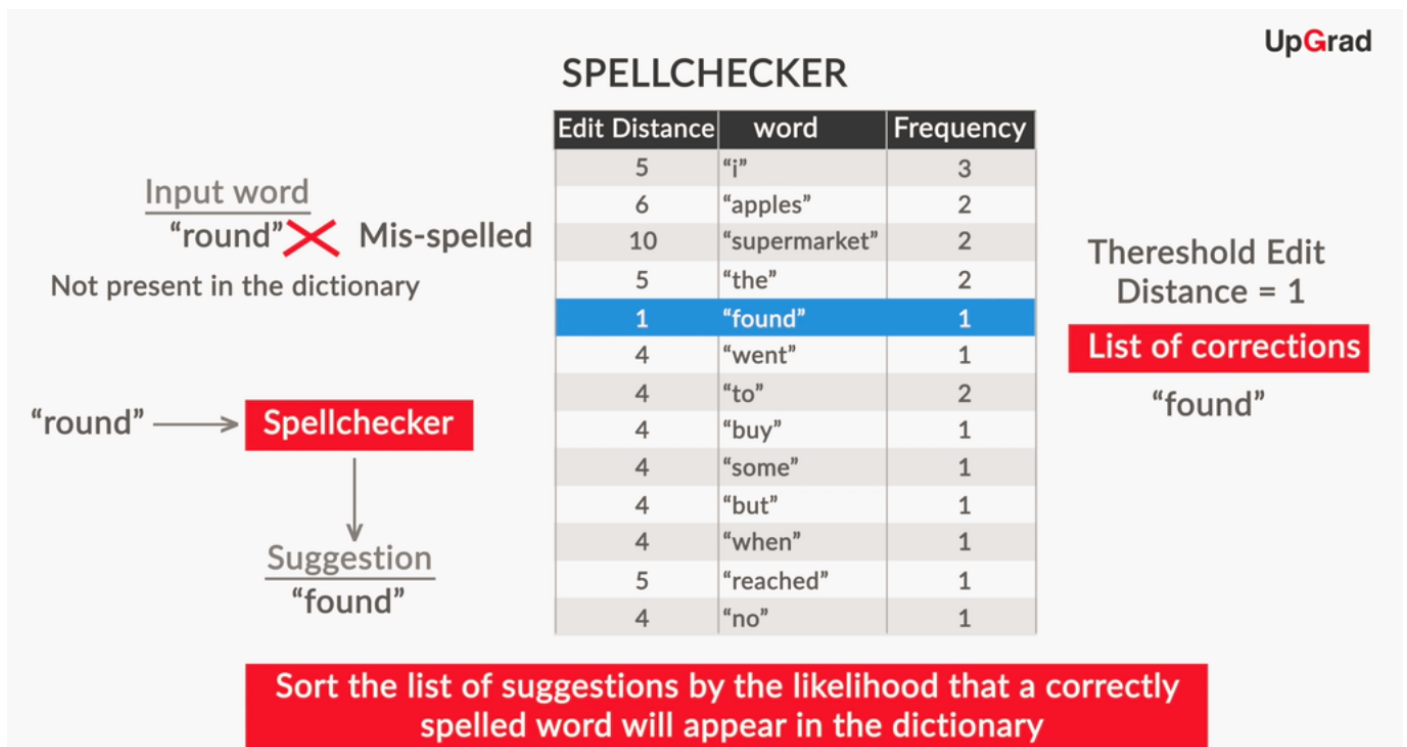 UpGrad
SPELLCHECKER
Input word
“round” Mis-spelled
Not present in the dictionary
“round”
Spellchecker
Suggestion
“found”
Edit Distance word Frequency
5 “i” 3
6 “apples” 2
10 “supermarket” 2
5 “the” 2
1 “found” 1
4 “went” 1
4 “to” 2
4 “buy” 1
4 “some” 1
4 “but” 1
4 “when” 1
5 “reached” 1
4 “no” 1
Thereshold Edit
Distance = 1
List of corrections
“found”
Sort the list of suggestions by the likelihood that a correctly
spelled word will appear in the dictionary